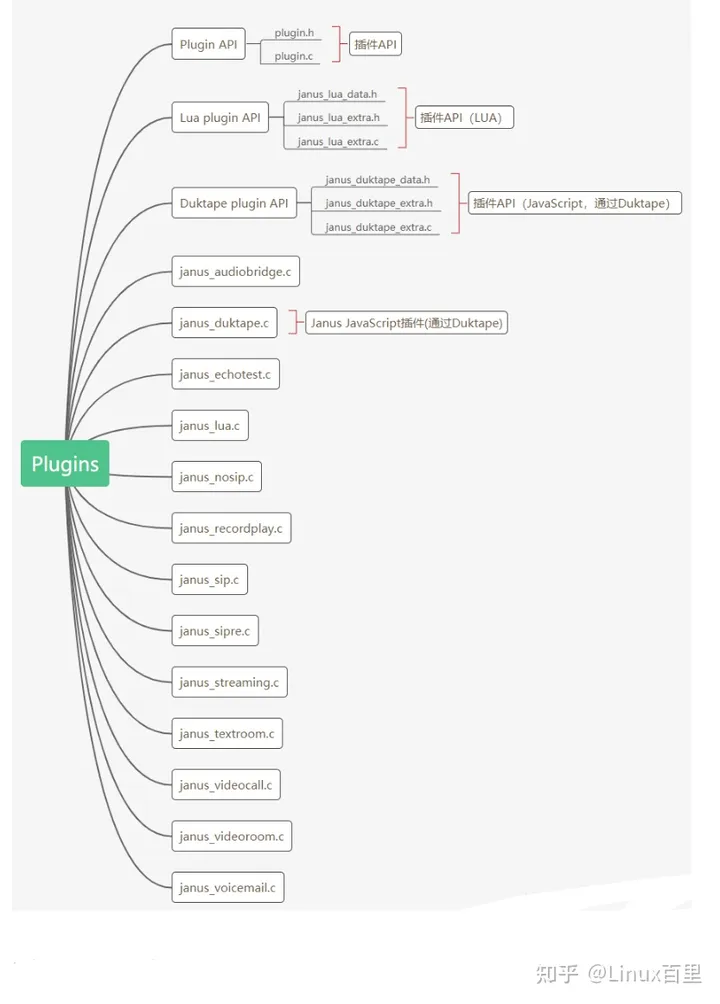 Plugin API
plugin.h
plugin.c
插件API
Lua plugin API
janus_lua_data.h
janus_lua_extra.h
janus_lua_extra.c
插件API（LUA）
Duktape plugin API
janus_duktape_data.h
janus_duktape_extra.h
janus_duktape_extra.c
插件API（JavaScript，通过Duktape）
janus_audiobridge.c
janus_duktape.c
Janus JavaScript插件(通过Duktape)
janus_echotest.c
janus_lua.c
Plugins
janus_nosip.c
janus_recordplay.c
janus_sip.c
janus_sipre.c
janus_streaming.c
janus_textroom.c
janus_videocall.c
janus_videoroom.c
janus_voicemail.c
知乎 @Linux百里